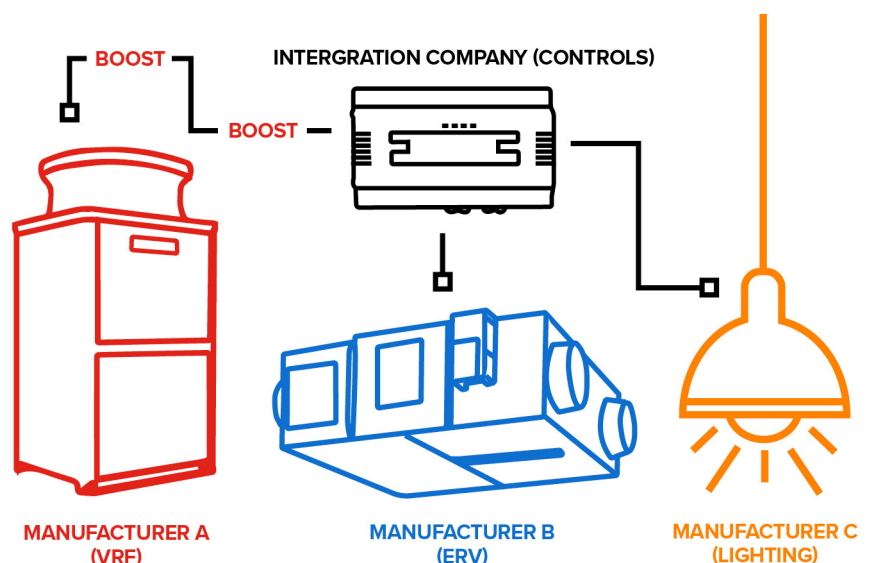 BOOST
INTERGRATION COMPANY (CONTROLS)
BOOST
MANUFACTURER A
(VRF)
MANUFACTURER B
(ERV)
MANUFACTURER C
(LIGHTING)